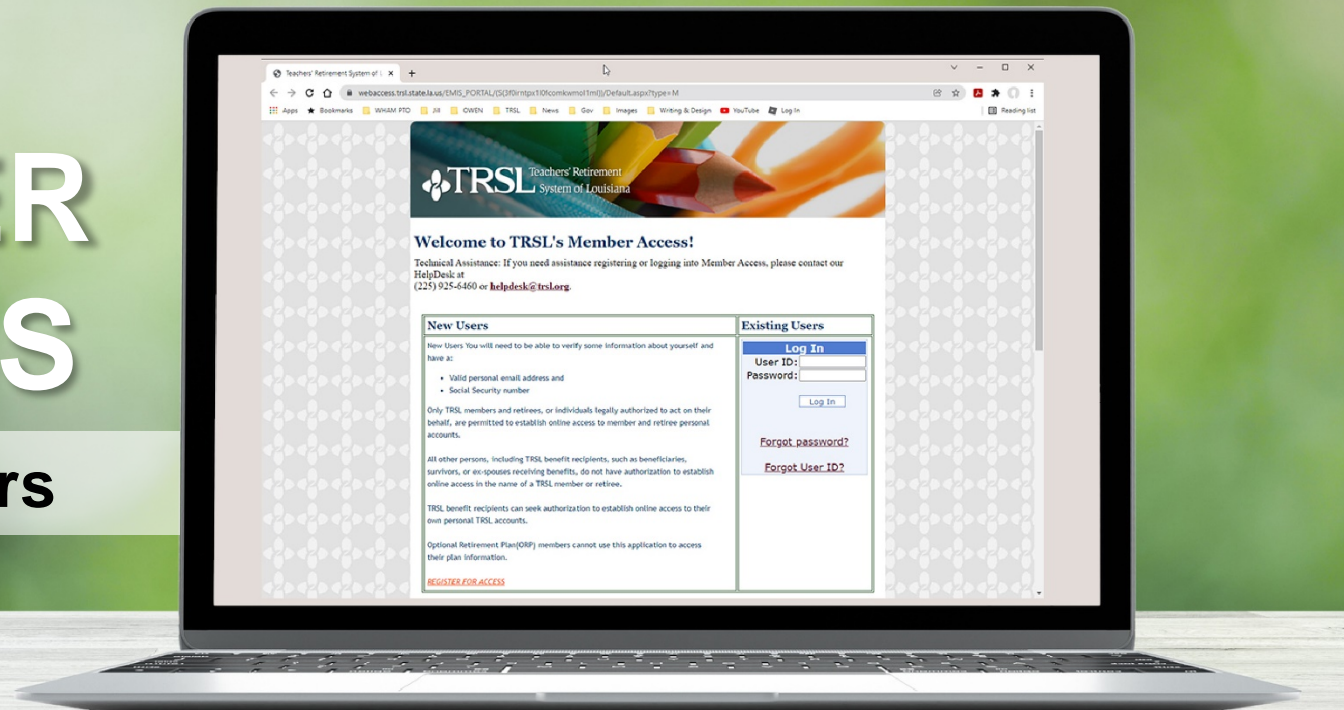 ER
S
rs
Teachers' Retirement System of L
webaccess.trsl.state.la.us/EMIS_PORTAL/(S(3f0irntpx1l0fcomkwmol1ml))/Default.aspx?type=M
Apps Bookmarks WHAM PTO Jill OWEN TRSL News Gov Images Writing & Design YouTube Log In Reading list
TRSL Teachers' Retirement
System of Louisiana
Welcome to TRSL's Member Access!
Technical Assistance: If you need assistance registering or logging into Member Access, please contact our
HelpDesk at
(225) 925-6460 or helpdesk@trsl.org.
New Users
New Users You will need to be able to verify some information about yourself and
have a:
• Valid personal email address and
• Social Security number
Only TRSL members and retirees, or individuals legally authorized to act on their
behalf, are permitted to establish online access to member and retiree personal
accounts.
All other persons, including TRSL benefit recipients, such as beneficiaries,
survivors, or ex-spouses receiving benefits, do not have authorization to establish
online access in the name of a TRSL member or retiree.
TRSL benefit recipients can seek authorization to establish online access to their
own personal TRSL accounts.
Optional Retirement Plan(ORP) members cannot use this application to access
their plan information.
REGISTER FOR ACCESS
Existing Users
Log In
User ID:
Password:
Log In
Forgot password?
Forgot User ID?